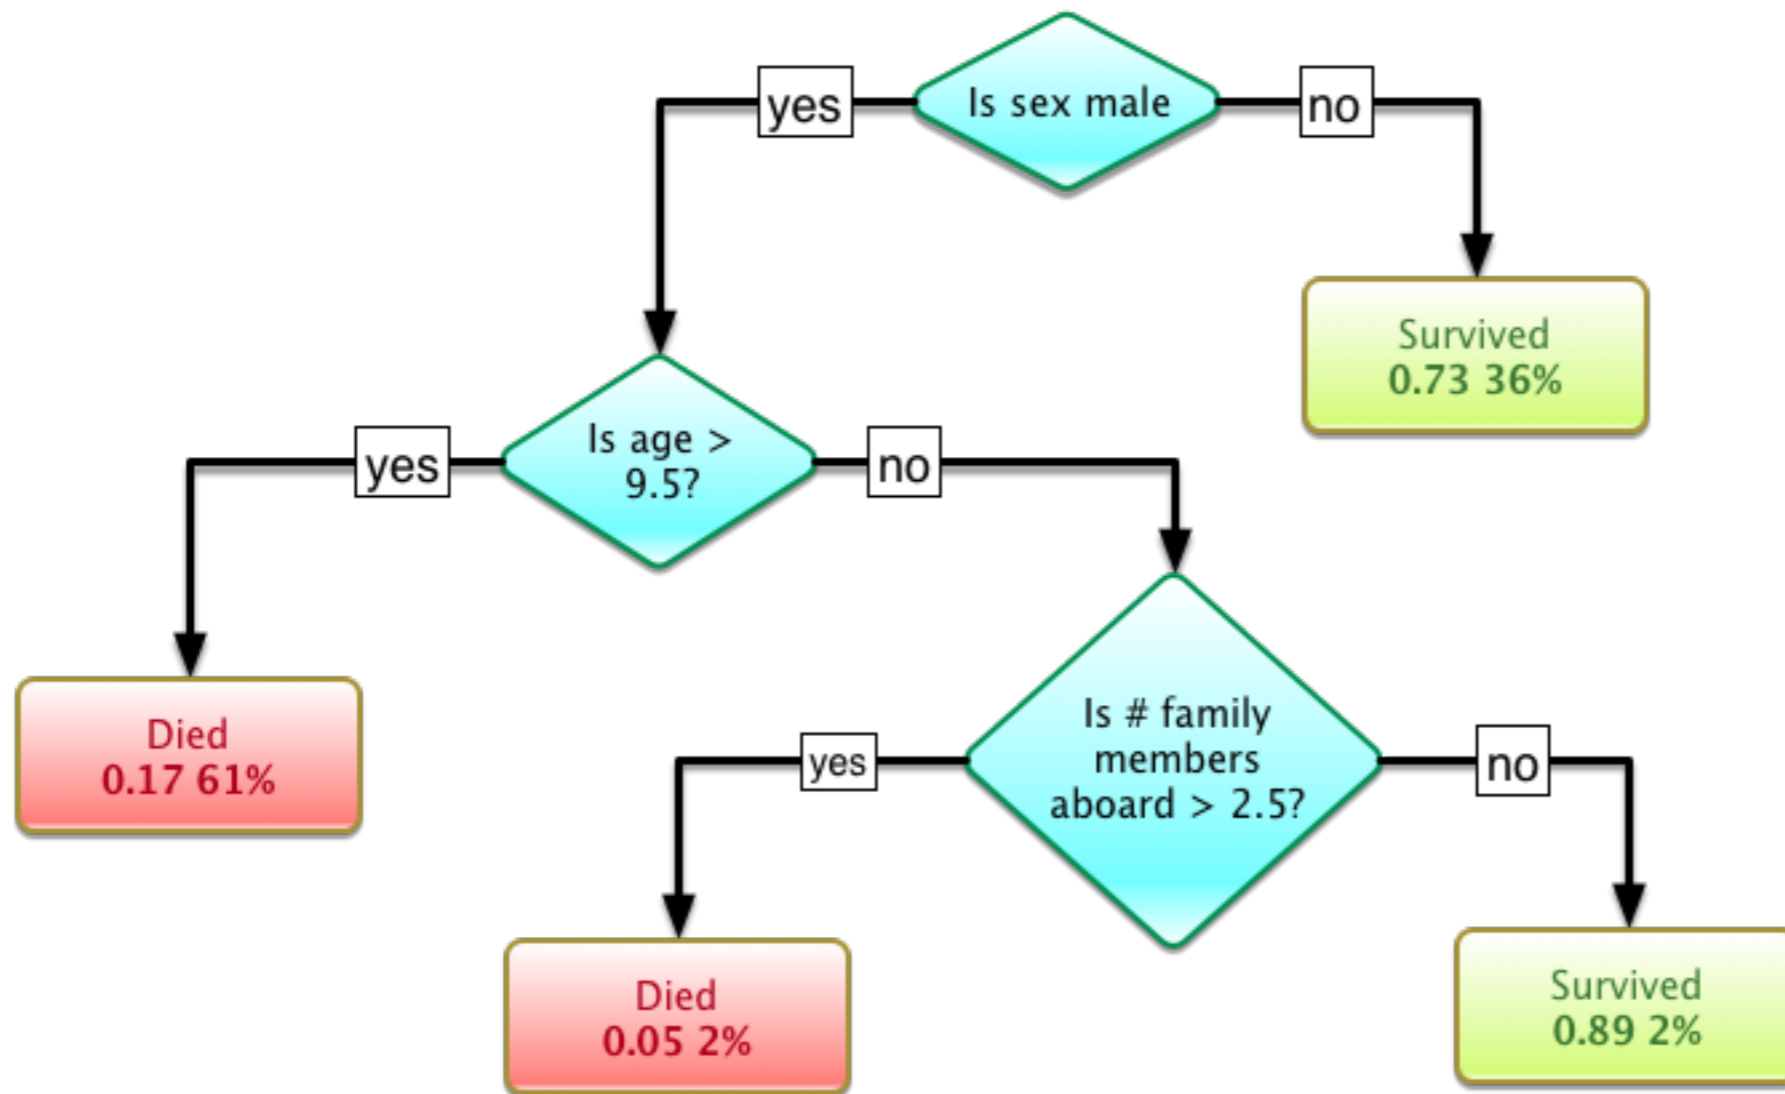 Is sex male
yes
no
Survived
0.73 36%
Is age >
9.5?
yes
no
Died
0.17 61%
Is # family
members
aboard > 2.5?
yes
no
Died
0.05 2%
Survived
0.89 2%